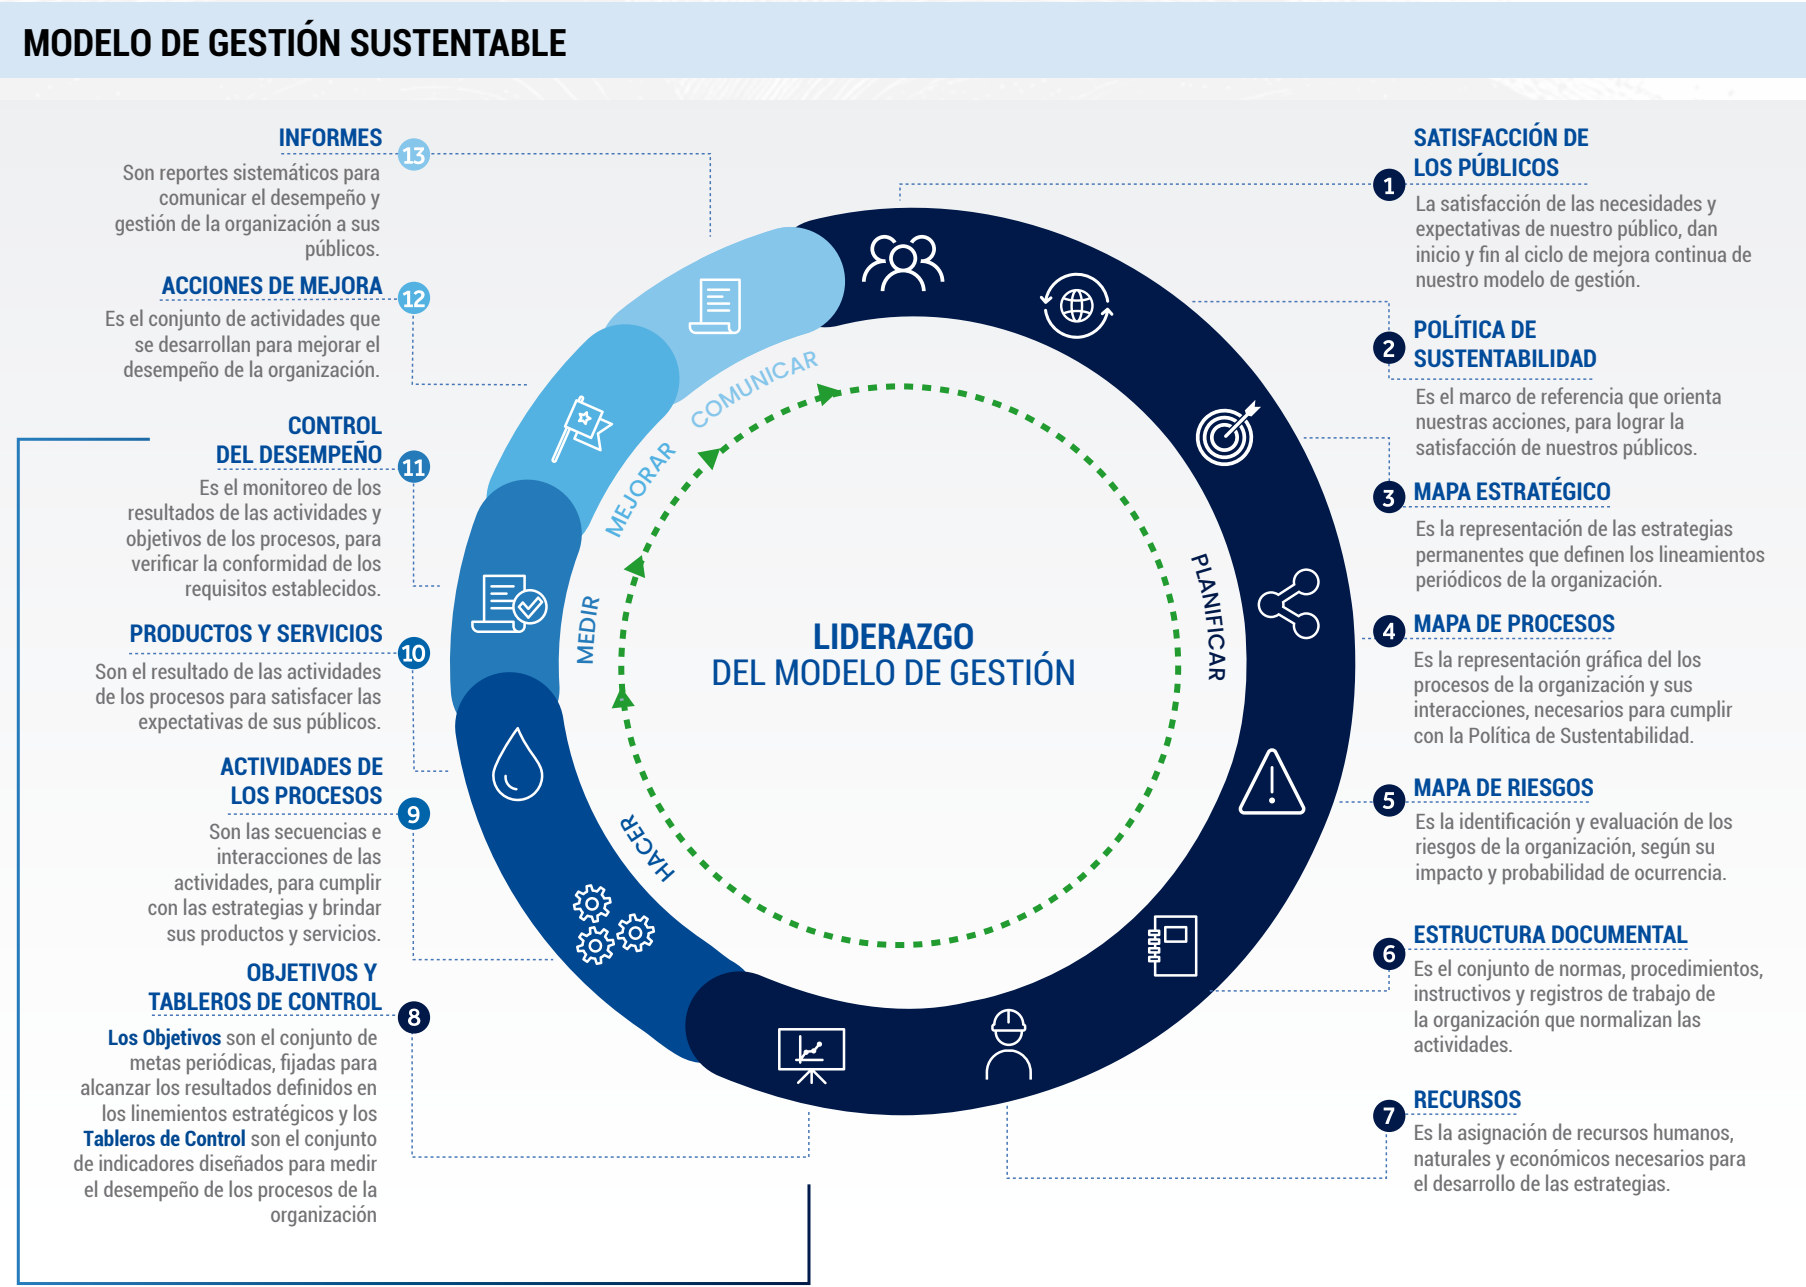 MODELO DE GESTIÓN SUSTENTABLE
INFORMES
13
Son reportes sistemáticos para
comunicar el desempeño y
gestión de la organización a sus
públicos.
ACCIONES DE MEJORA
12
Es el conjunto de actividades que
se desarrollan para mejorar el
desempeño de la organización.
CONTROL
DEL DESEMPEÑO
11
Es el monitoreo de los
resultados de las actividades y
objetivos de los procesos, para
verificar la conformidad de los
requisitos establecidos.
PRODUCTOS Y SERVICIOS
10
Son el resultado de las actividades
de los procesos para satisfacer las
expectativas de sus públicos.
ACTIVIDADES DE
LOS PROCESOS
9
Son las secuencias e
interacciones de las
actividades, para cumplir
con las estrategias y brindar
sus productos y servicios.
OBJETIVOS Y
TABLEROS DE CONTROL
8
Los Objetivos son el conjunto de
metas periódicas, fijadas para
alcanzar los resultados definidos en
los linemientos estratégicos y los
Tableros de Control son el conjunto
de indicadores diseñados para medir
el desempeño de los procesos de la
organización
COMUNICAR
MEJORAR
MEDIR
HACER
PLANIFICAR
LIDERAZGO
DEL MODELO DE GESTIÓN
SATISFACCIÓN DE
LOS PÚBLICOS
1
La satisfacción de las necesidades y
expectativas de nuestro público, dan
inicio y fin al ciclo de mejora continua de
nuestro modelo de gestión.
POLÍTICA DE
2
SUSTENTABILIDAD
Es el marco de referencia que orienta
nuestras acciones, para lograr la
satisfacción de nuestros públicos.
3
MAPA ESTRATÉGICO
Es la representación de las estrategias
permanentes que definen los lineamientos
periódicos de la organización.
4
MAPA DE PROCESOS
Es la representación gráfica del los
procesos de la organización y sus
interacciones, necesarios para cumplir
con la Política de Sustentabilidad.
5
MAPA DE RIESGOS
Es la identificación y evaluación de los
riesgos de la organización, según su
impacto y probabilidad de ocurrencia.
6
ESTRUCTURA DOCUMENTAL
Es el conjunto de normas, procedimientos,
instructivos y registros de trabajo de
la organización que normalizan las
actividades.
7
RECURSOS
Es la asignación de recursos humanos,
naturales y económicos necesarios para
el desarrollo de las estrategias.